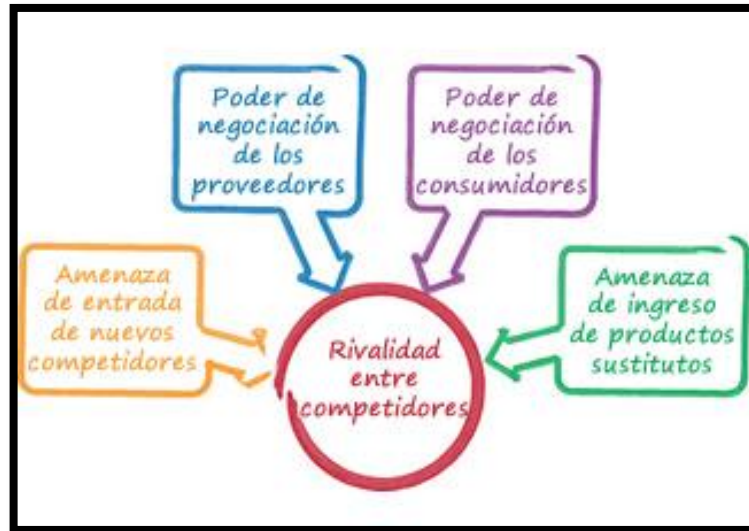 Poder de
negociación
de los
proveedores
Poder de
negociación
de los
consumidores
Amenaza
de entrada
de nuevos
competidores
Amenaza
de ingreso
de productos
sustitutos
Rivalidad
entre
competidores